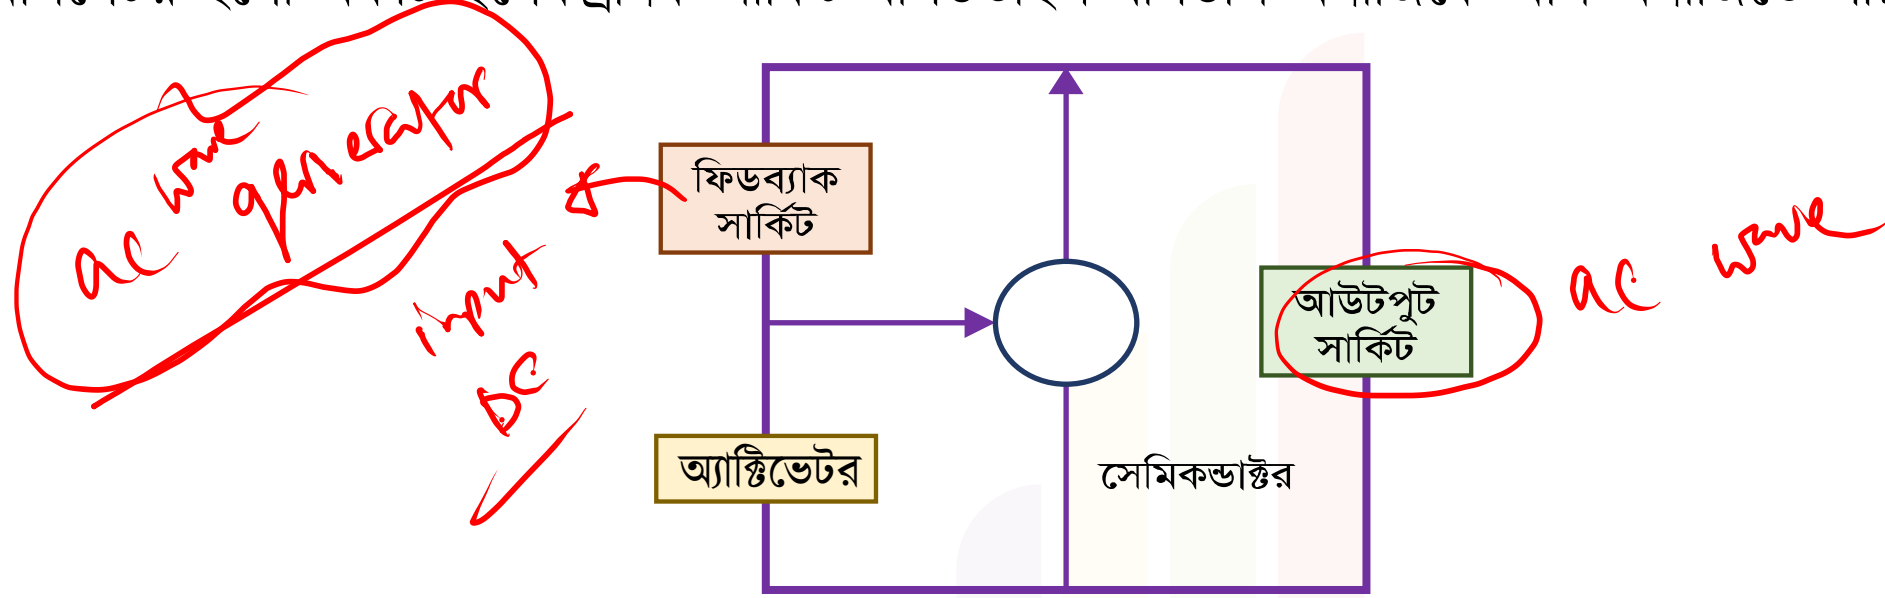 ac wave
generator
ফিডব্যাক
সার্কিট
input
DC
আউটপুট
সার্কিট
ac wave
অ্যাক্টিভেটর
সেমিকন্ডাক্টর